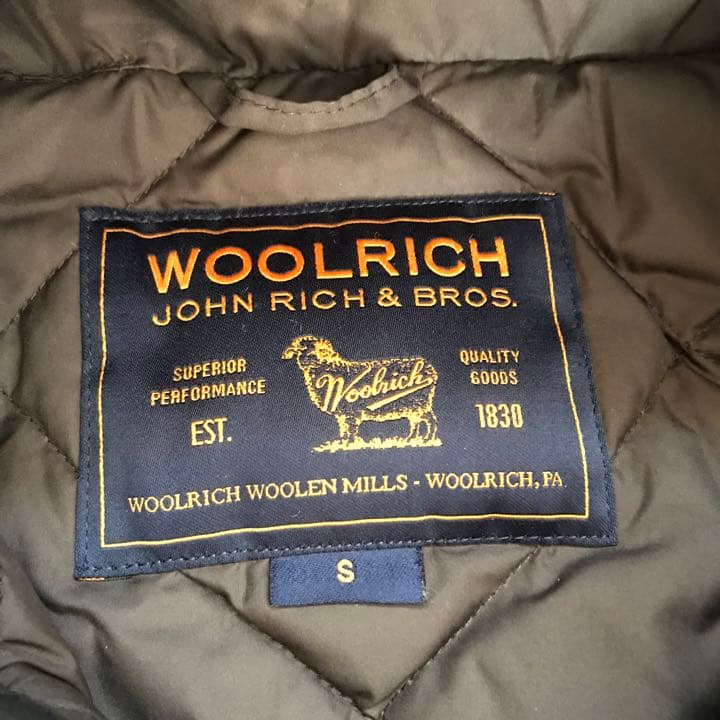 WOOLRICH
JOHN RICH & BROS.
SUPERIOR
PERFORMANCE
EST.
Woolrich
QUALITY
GOODS
1830
WOOLRICH WOOLEN MILLS - WOOLRICH, PA.
S